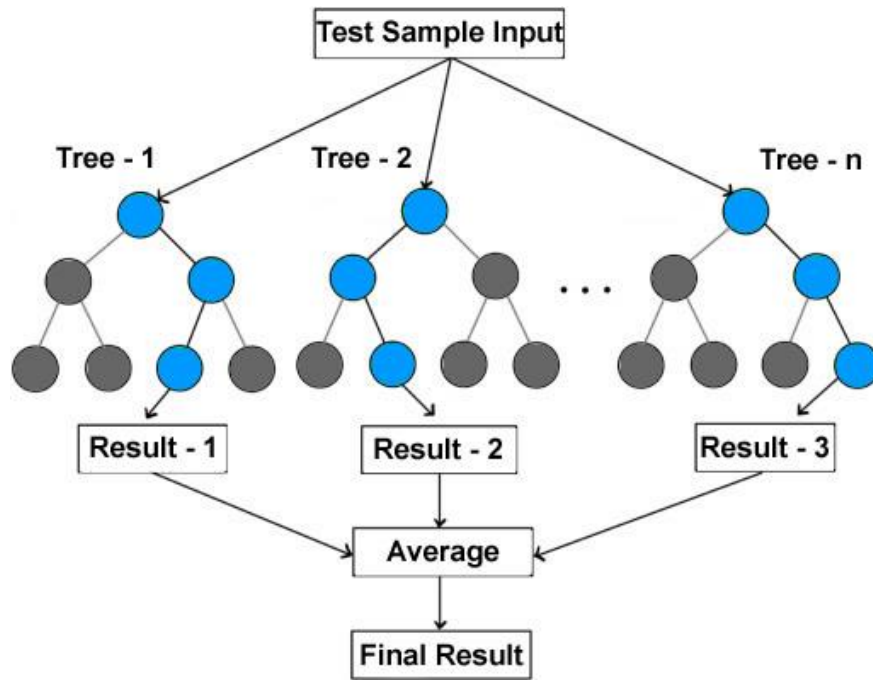 Test Sample Input
Tree - 1
Tree - 2
Tree - n
. . .
Result - 1
Result - 2
Result - 3
Average
Final Result